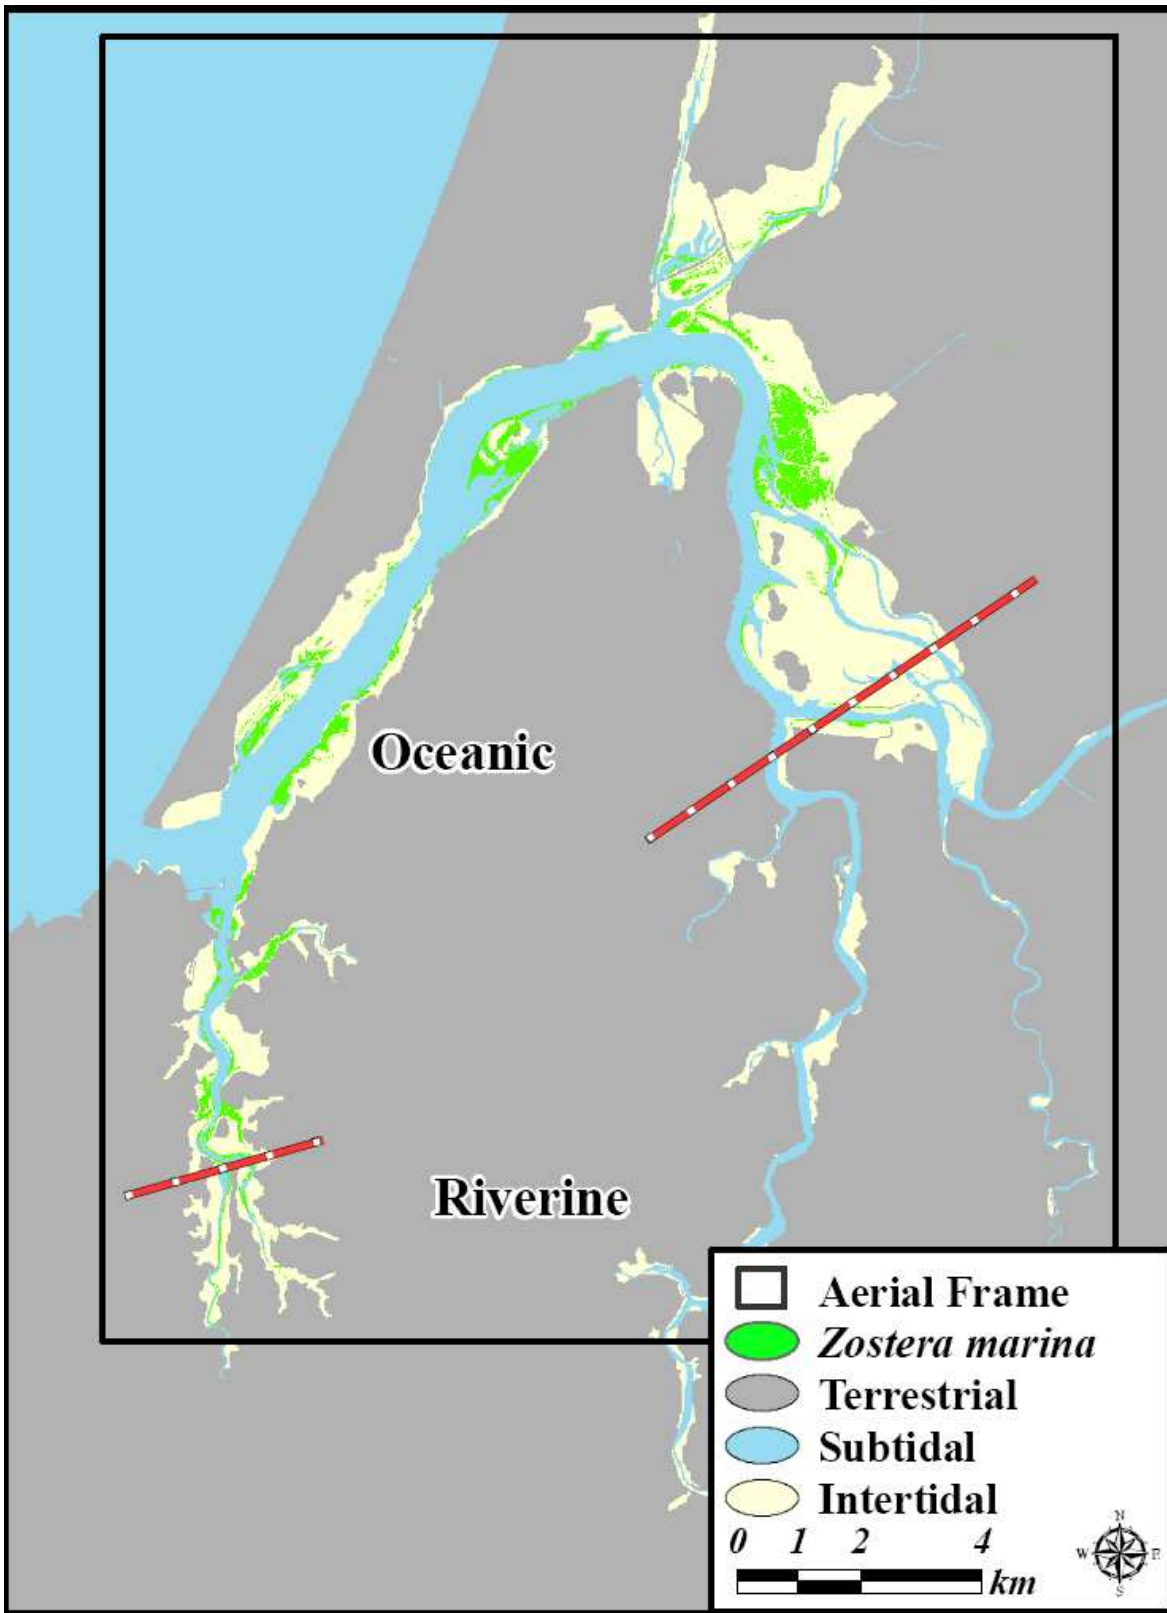 Oceanic
Riverine
Aerial Frame
Zostera marina
Terrestrial
Subtidal
Intertidal
0 1 2 4
km
N
W E
S